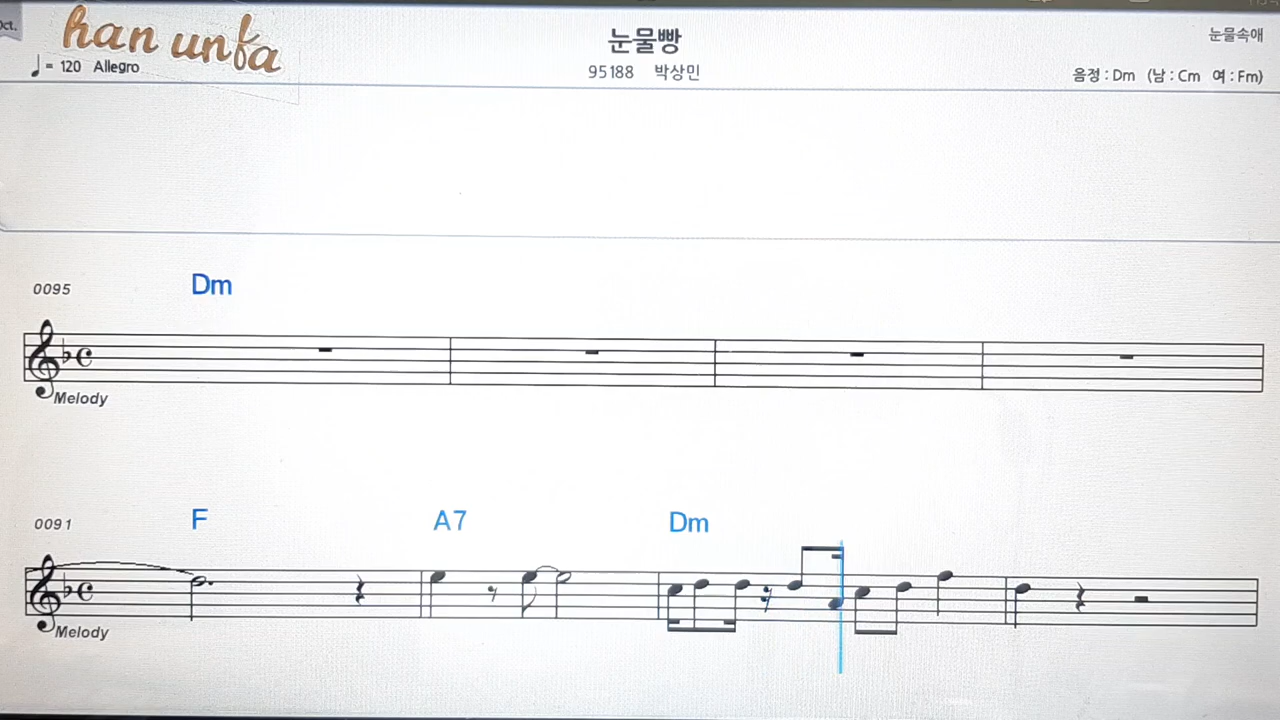 Oct.
han unfa
= 120 Allegro
눈물빵
95188 박상민
눈물속애
음정 : Dm (남 : Cm 여 : Fm)
0095
Dm
Melody
0091
F A7 Dm
Melody